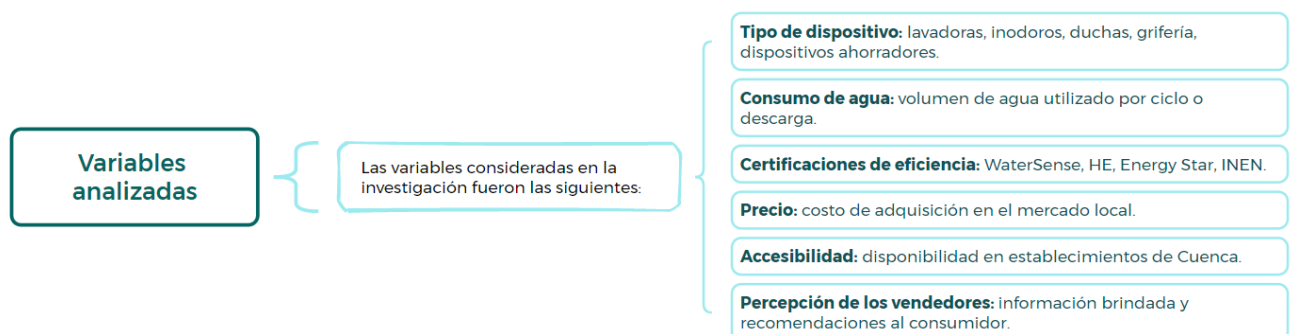 Variables
analizadas
Las variables consideradas en la
investigación fueron las siguientes:
Tipo de dispositivo: lavadoras, inodoros, duchas, grifería,
dispositivos ahorradores.
Consumo de agua: volumen de agua utilizado por ciclo o
descarga.
Certificaciones de eficiencia: WaterSense, HE, Energy Star, INEN.
Precio: costo de adquisición en el mercado local.
Accesibilidad: disponibilidad en establecimientos de Cuenca.
Percepción de los vendedores: información brindada y
recomendaciones al consumidor.